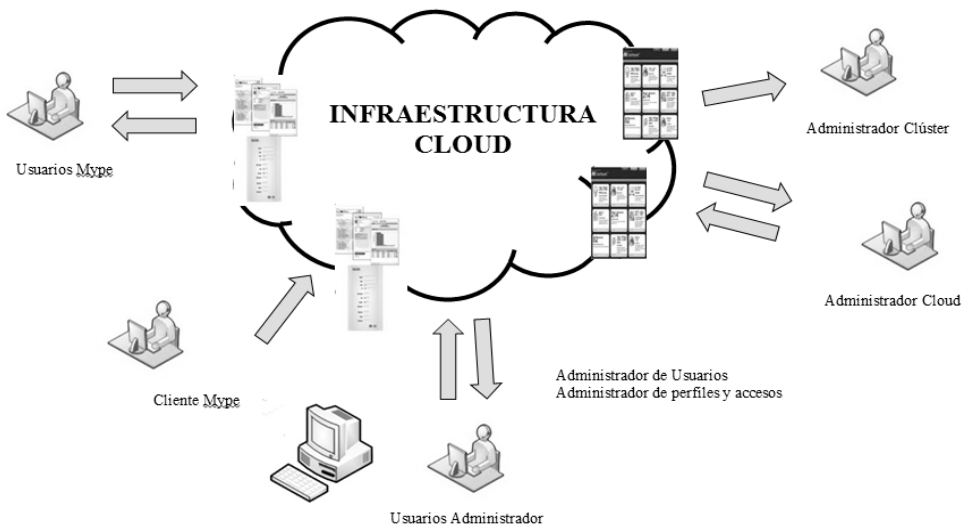 INFRAESTRUCTURA
CLOUD
Usuarios Mype
Administrador Clúster
Administrador Cloud
Cliente Mype
Administrador de Usuarios
Administrador de perfiles y accesos
Usuarios Administrador